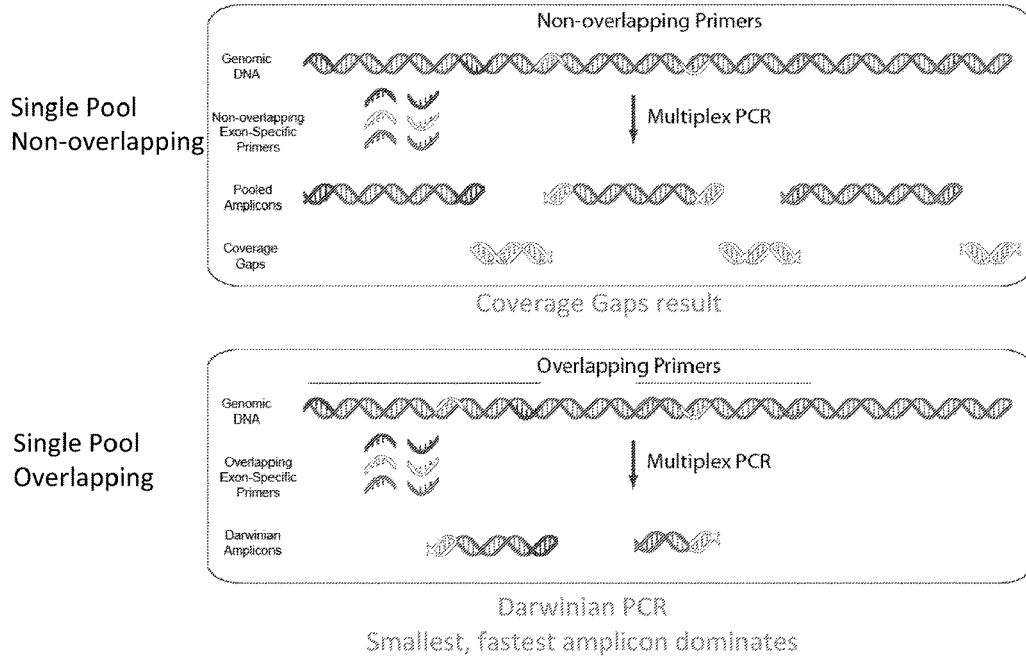 Non-overlapping Primers
Genomic
DNA
Single Pool
Non-overlapping
Non-overlapping
Exon-Specific
Primers
Multiplex PCR
Pooled
Amplicons
Coverage
Gaps
Coverage Gaps result
Overlapping Primers
Genomic
DNA
Single Pool
Overlapping
Overlapping
Exon-Specific
Primers
Multiplex PCR
Darwinian
Amplicons
Darwinian PCR
Smallest, fastest amplicon dominates